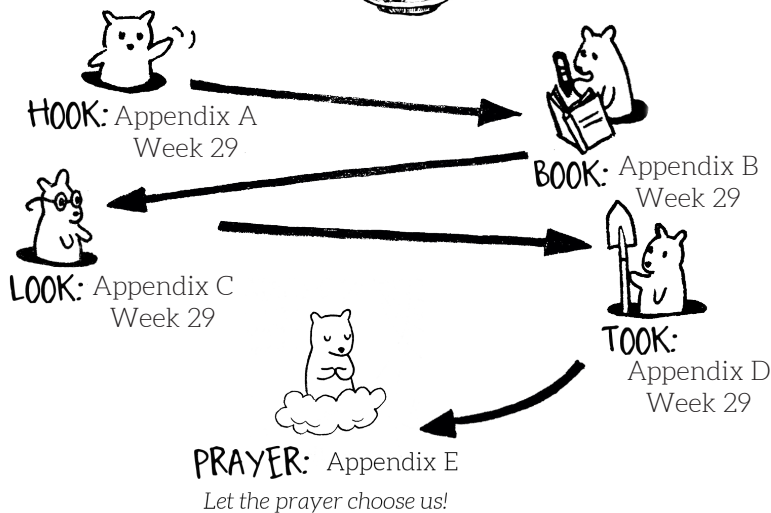 HOOK: Appendix A
Week 29
BOOK: Appendix B
Week 29
LOOK: Appendix C
Week 29
TOOK:
Appendix D
Week 29
PRAYER: Appendix E
Let the prayer choose us!